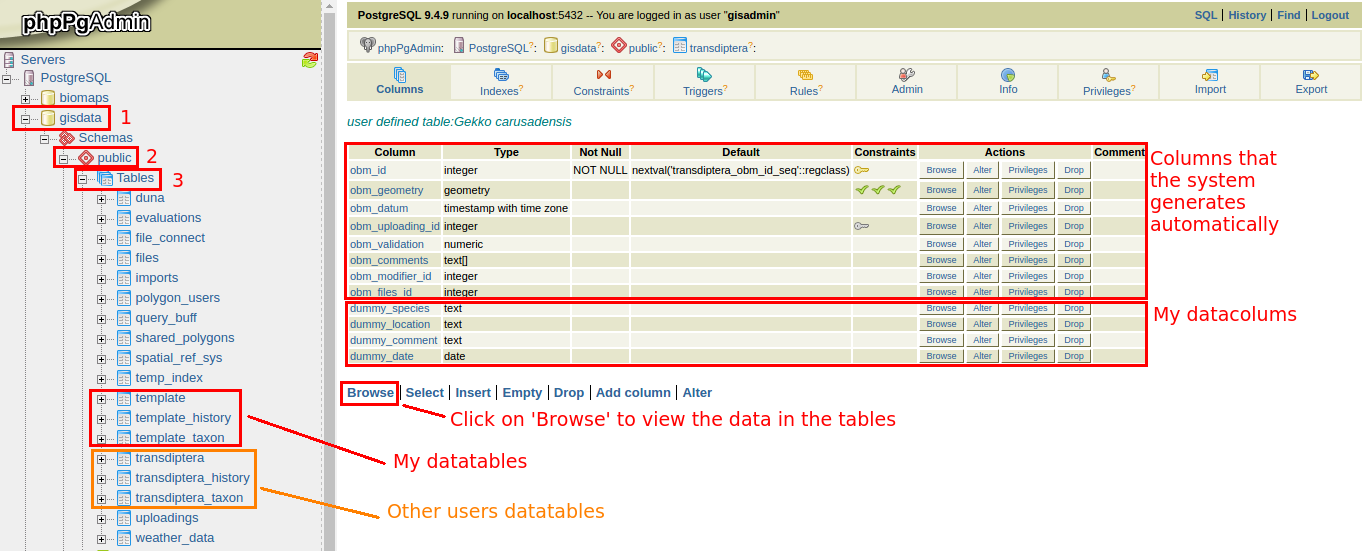 phpPgAdmin
Servers
PostgreSQL
biomaps
gisdata 1
Schemas
public 2
Tables 3
duna
evaluations
file_connect
files
imports
polygon_users
query_buff
shared_polygons
spatial_ref_sys
temp_index
template
template_history
template_taxon
transdiptera
transdiptera_history
transdiptera_taxon
uploadings
weather_data
PostgreSQL 9.4.9 running on localhost:5432 -- You are logged in as user "gisadmin"
SQL | History | Find | Logout
phpPgAdmin: PostgreSQL?: gisdata?: public?: transdiptera?:
Columns Indexes? Constraints? Triggers? Rules? Admin Info Privileges? Import Export
user defined table:Gekko carusadensis
Column Type Not Null Default Constraints Actions Comment
obm_id integer NOT NULL nextval('transdiptera_obm_id_seq'::regclass) Browse Alter Privileges Drop
obm_geometry geometry Browse Alter Privileges Drop
obm_datum timestamp with time zone Browse Alter Privileges Drop
obm_uploading_id integer Browse Alter Privileges Drop
obm_validation numeric Browse Alter Privileges Drop
obm_comments text[] Browse Alter Privileges Drop
obm_modifier_id integer Browse Alter Privileges Drop
obm_files_id integer Browse Alter Privileges Drop
dummy_species text Browse Alter Privileges Drop
dummy_location text Browse Alter Privileges Drop
dummy_comment text Browse Alter Privileges Drop
dummy_date date Browse Alter Privileges Drop
Columns that
the system
generates
automatically
My datacolums
Browse | Select | Insert | Empty | Drop | Add column | Alter
Click on 'Browse' to view the data in the tables
My datatables
Other users datatables